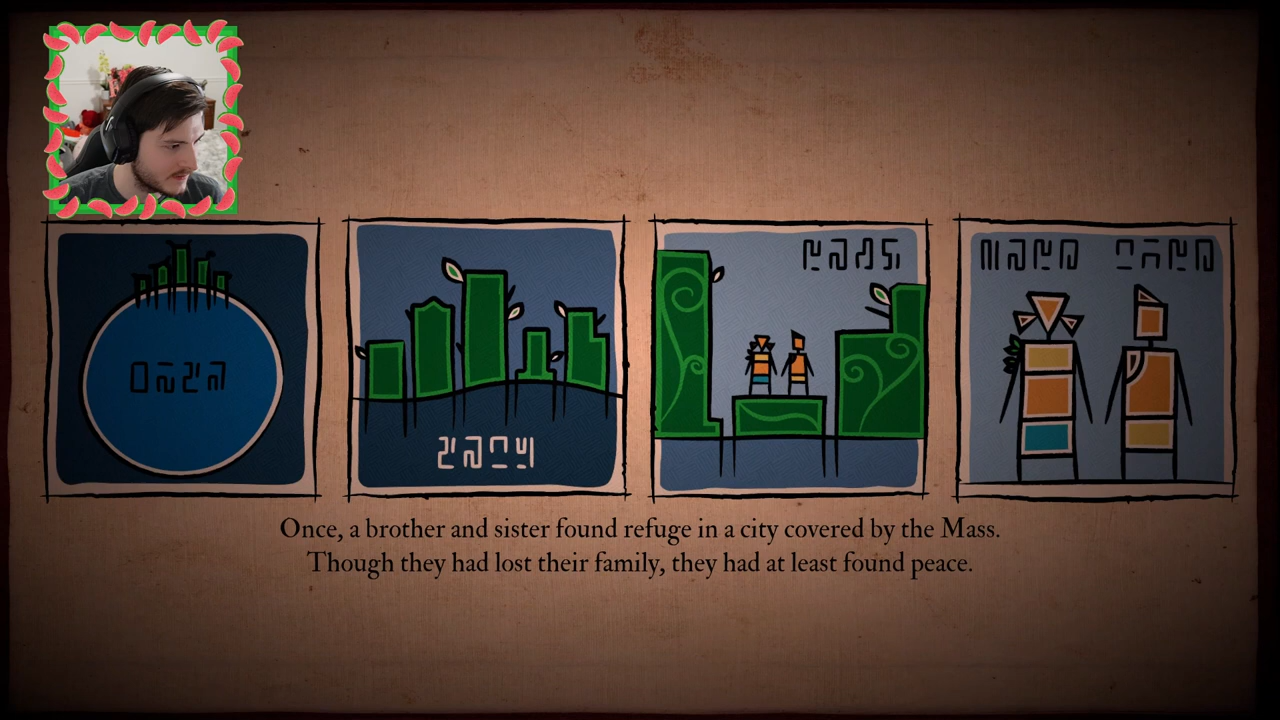 Once, a brother and sister found refuge in a city covered by the Mass.
Though they had lost their family, they had at least found peace.